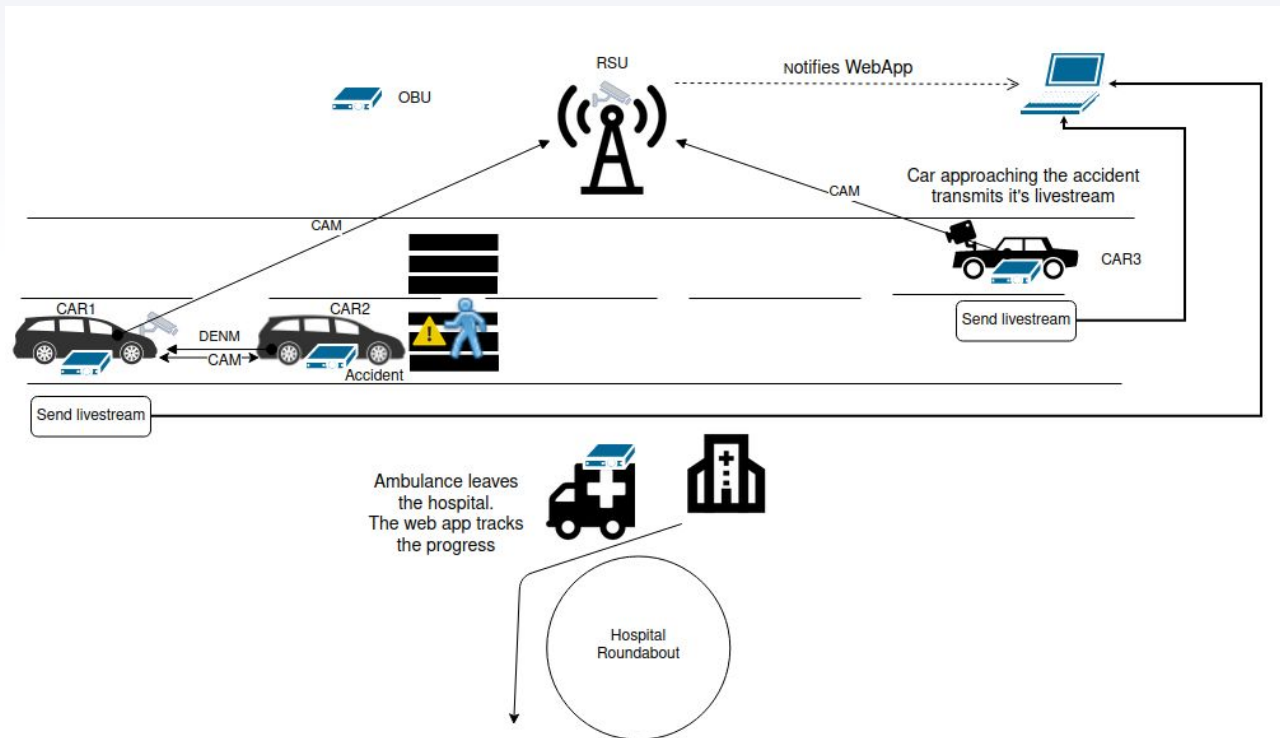 RSU
Notifies WebApp
OBU
Car approaching the accident
transmits it's livestream
CAM
CAM
CAR3
CAR1
CAR2
DENM
CAM
Accident
Send livestream
Send livestream
Ambulance leaves
the hospital.
The web app tracks
the progress
Hospital
Roundabout